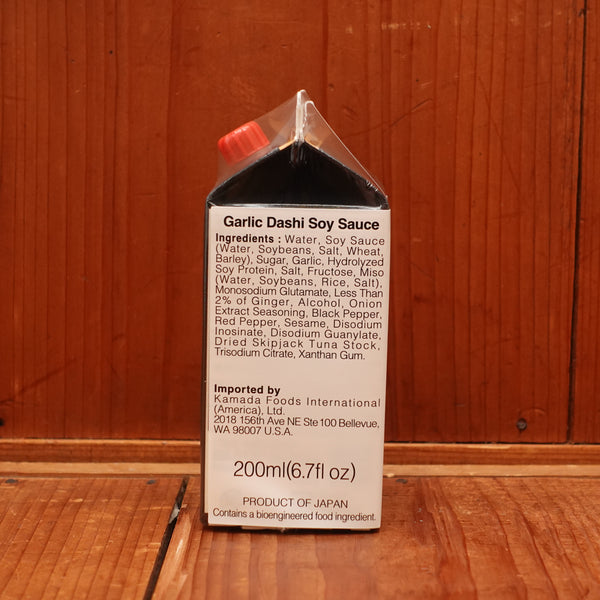 Garlic Dashi Soy Sauce
Ingredients : Water, Soy Sauce
(Water, Soybeans, Salt, Wheat,
Barley), Sugar, Garlic, Hydrolyzed
Soy Protein, Salt, Fructose, Miso
(Water, Soybeans, Rice, Salt),
Monosodium Glutamate, Less Than
2% of Ginger, Alcohol, Onion
Extract Seasoning, Black Pepper,
Red Pepper, Sesame, Disodium
Inosinate, Disodium Guanylate,
Dried Skipjack Tuna Stock,
Trisodium Citrate, Xanthan Gum.
Imported by
Kamada Foods International
(America), Ltd.
2018 156th Ave NE Ste 100 Bellevue,
WA 98007 U.S.A.
200ml(6.7fl oz)
PRODUCT OF JAPAN
Contains a bioengineered food ingredient.